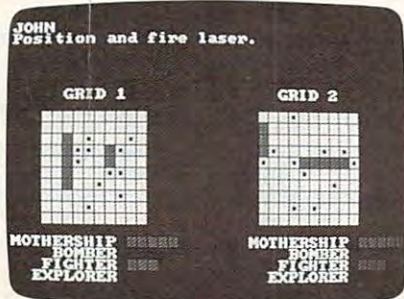 JOHN
Position and fire laser.
GRID 1
GRID 2
MOTHERSHIP
BOMBER
FIGHTER
EXPLORER
MOTHERSHIP
BOMBER
FIGHTER
EXPLORER